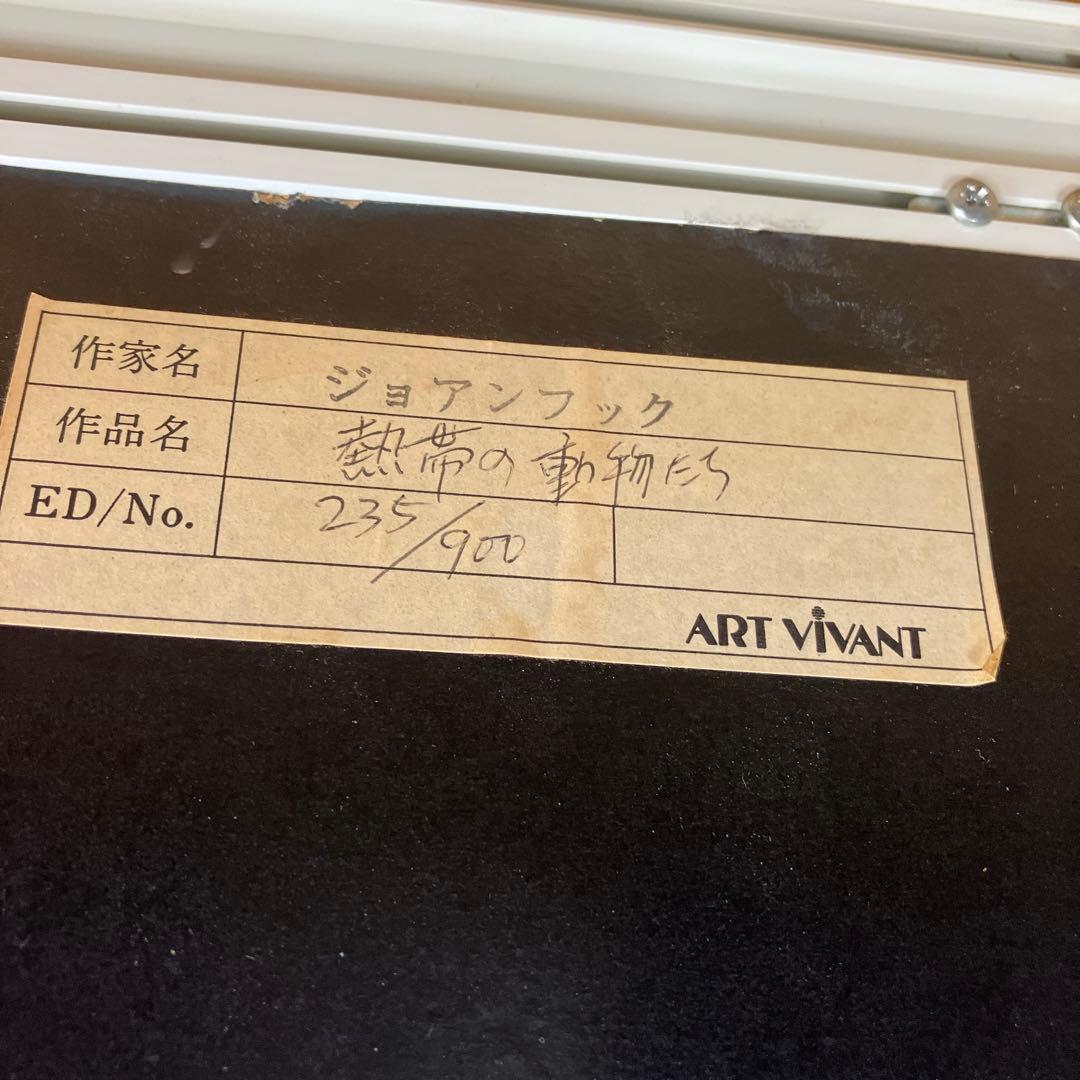 作家名 ジョアンフック
作品名 熱帯の動物たち
ED/No. 235/900
ART ViVANT